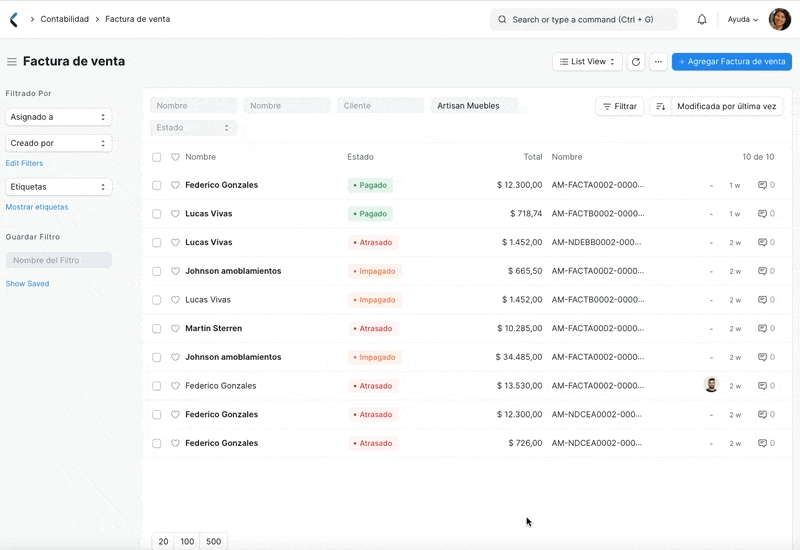 Contabilidad
Factura de venta
Search or type a command (Ctrl + G)
Ayuda
Factura de venta
List View
...
+ Agregar Factura de venta
Filtrado Por
Asignado a
Creado por
Edit Filters
Etiquetas
Mostrar etiquetas
Guardar Filtro
Nombre del Filtro
Show Saved
Nombre
Nombre
Cliente
Artisan Muebles
Estado
Filtrar
Modificada por última vez
Nombre Estado Total Nombre 10 de 10
Federico Gonzales • Pagado $ 12.300,00 AM-FACTA0002-0000... - 1 w 0
Lucas Vivas • Pagado $ 718,74 AM-FACTB0002-0000... - 1 w 0
Lucas Vivas • Atrasado $ 1.452,00 AM-NDEBB0002-000... - 2 w 0
Johnson amoblamientos • Impagado $ 665,50 AM-FACTA0002-0000... - 2 w 0
Lucas Vivas • Impagado $ 1.452,00 AM-FACTB0002-0000... - 2 w 0
Martin Sterren • Atrasado $ 10.285,00 AM-FACTA0002-0000... - 2 w 0
Johnson amoblamientos • Impagado $ 34.485,00 AM-FACTA0002-0000... - 2 w 0
Federico Gonzales • Atrasado $ 13.530,00 AM-FACTA0002-0000... 2 w 0
Federico Gonzales • Atrasado $ 12.300,00 AM-NDCEA0002-000... - 2 w 0
Federico Gonzales • Atrasado $ 726,00 AM-NDCEA0002-000... - 2 w 0
20 100 500